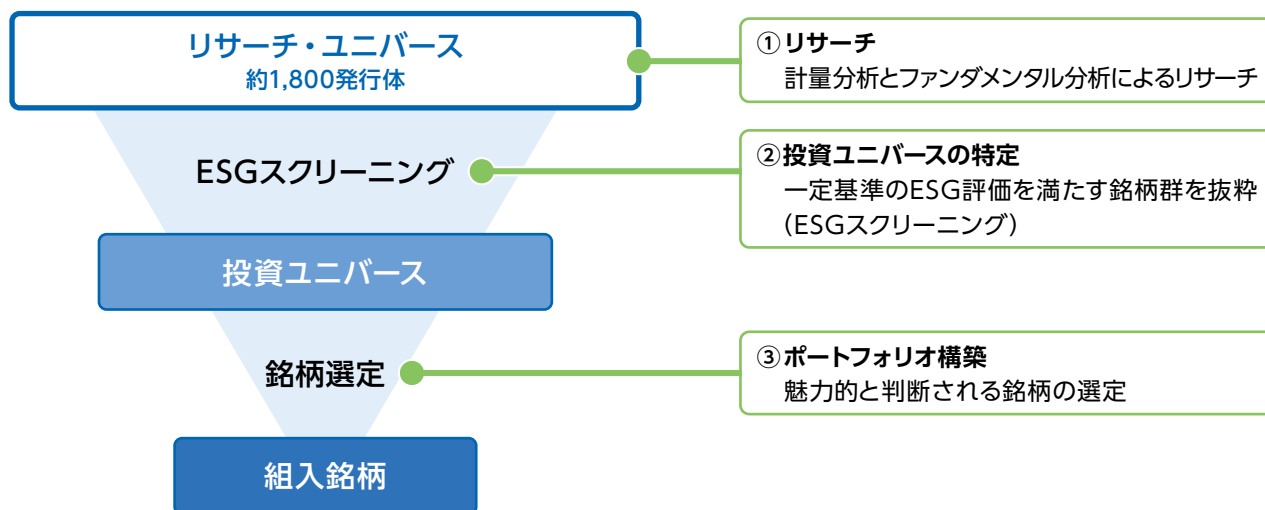 リサーチ・ユニバース
約1,800発行体
①リサーチ
計量分析とファンダメンタル分析によるリサーチ
ESGスクリーニング
②投資ユニバースの特定
一定基準のESG評価を満たす銘柄群を抜粋
(ESGスクリーニング)
投資ユニバース
銘柄選定
③ポートフォリオ構築
魅力的と判断される銘柄の選定
組入銘柄